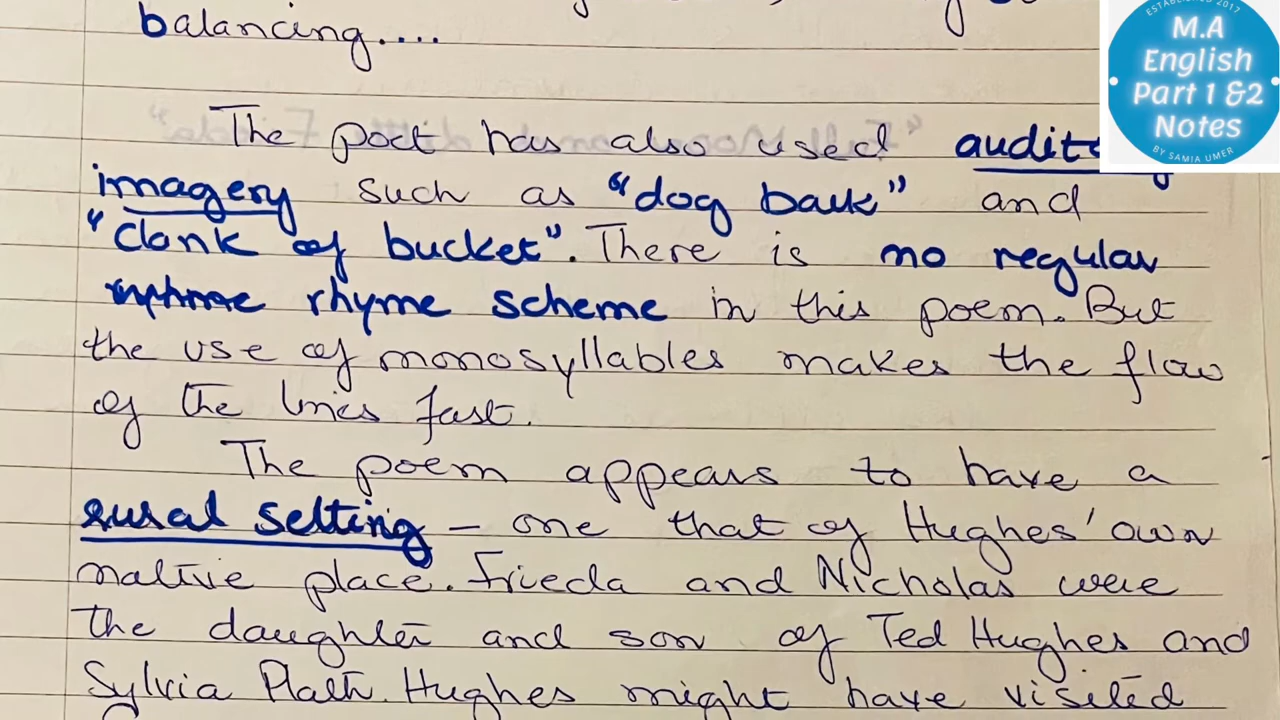 balancing....
The poet has also used
imagery such as "dog bark" and
"Clonk of bucket". There is no regular
rhyme scheme in this poem. But
the use of monosyllables makes the flow
of the lines fast.
The poem appears to have a
rural setting – one that of Hughes' own
native place. Frieda and Nicholas were
the daughter and son of Ted Hughes and
Sylvia Plath. Hughes might have visited
ESTABLISHED 2017
M.A
English
Part 1 &2
Notes
BY SAMIA UMER